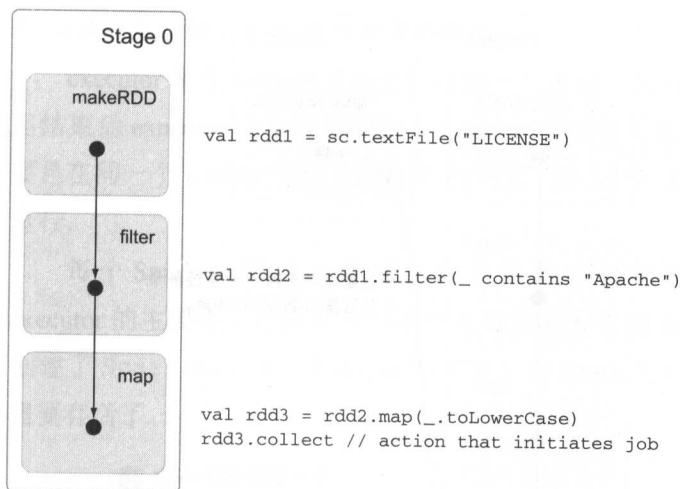 Stage 0
makeRDD
val rdd1 = sc.textFile("LICENSE")
filter
val rdd2 = rdd1.filter(_ contains "Apache")
map
val rdd3 = rdd2.map(_.toLowerCase)
rdd3.collect // action that initiates job